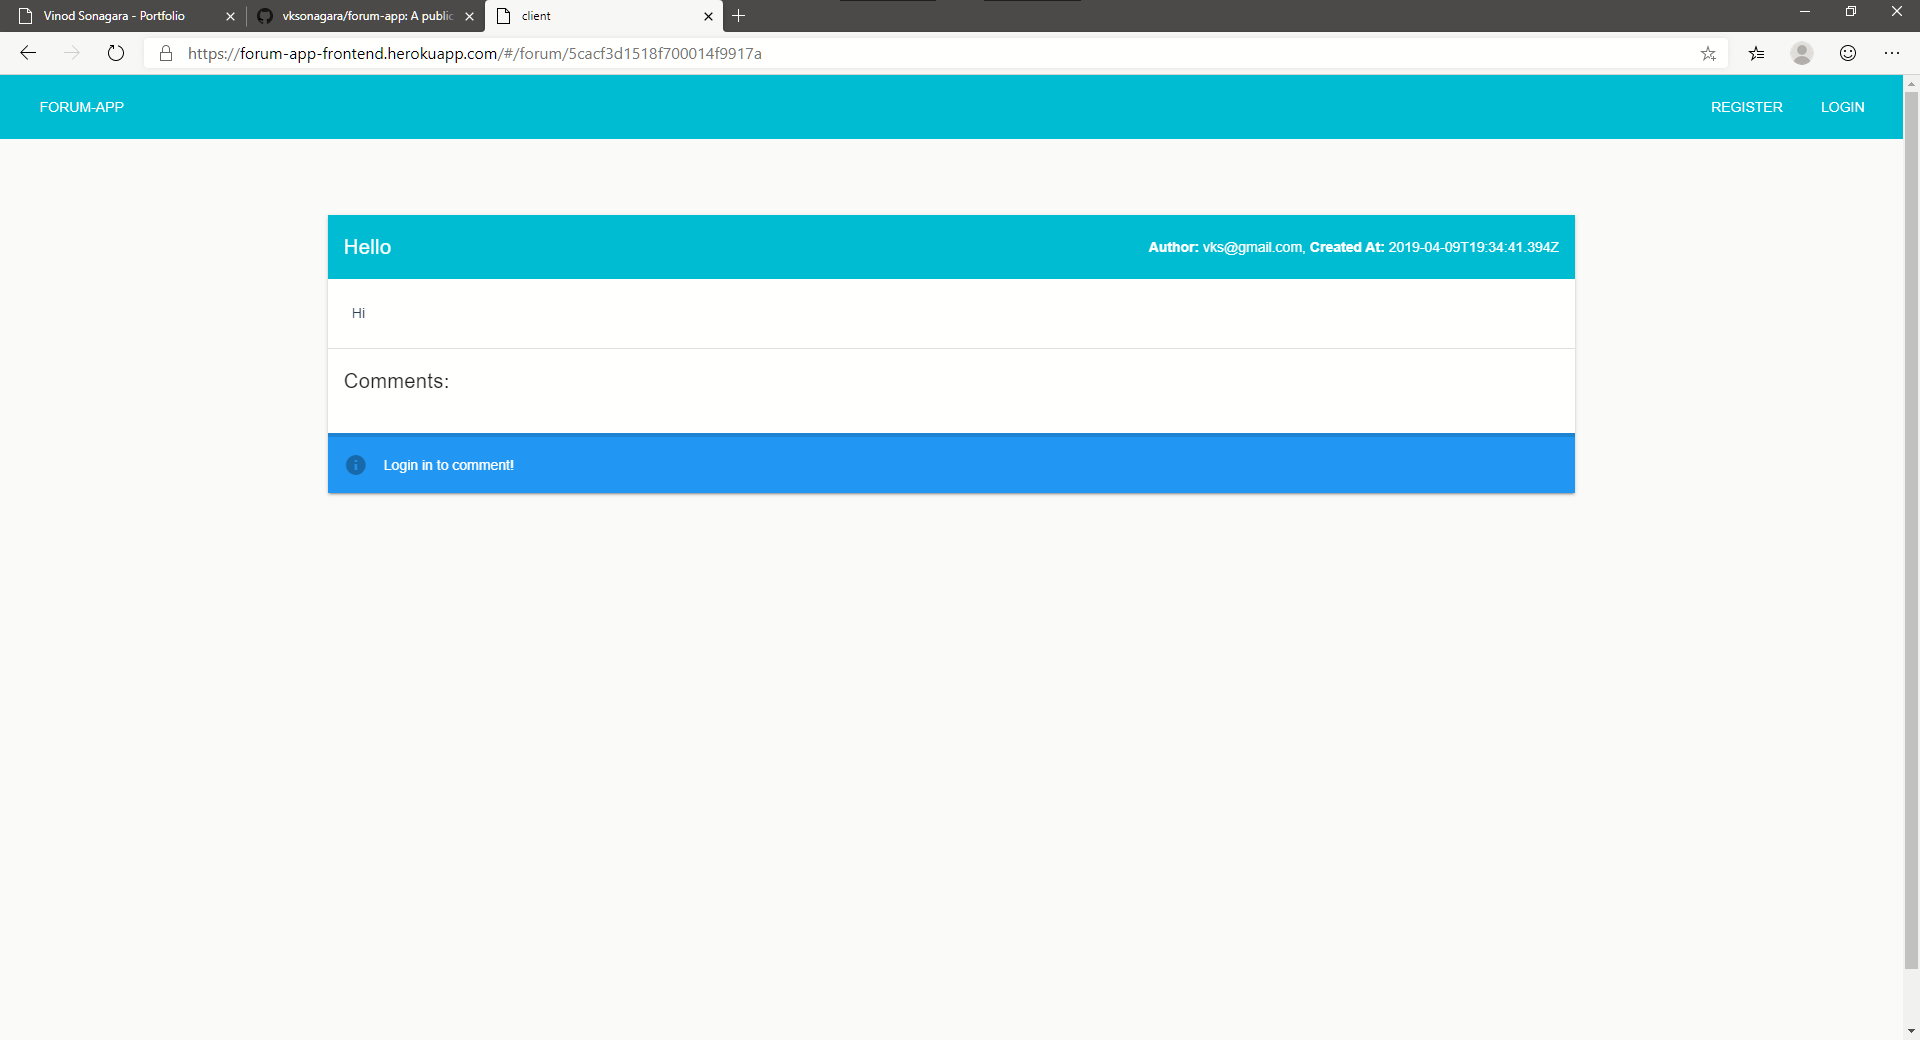 Vinod Sonagara - Portfolio
vksonagara/forum-app: A public
client
https://forum-app-frontend.herokuapp.com/#/forum/5cacf3d1518f700014f9917a
FORUM-APP
REGISTER
LOGIN
Hello
Author: vks@gmail.com, Created At: 2019-04-09T19:34:41.394Z
Hi
Comments:
Login in to comment!